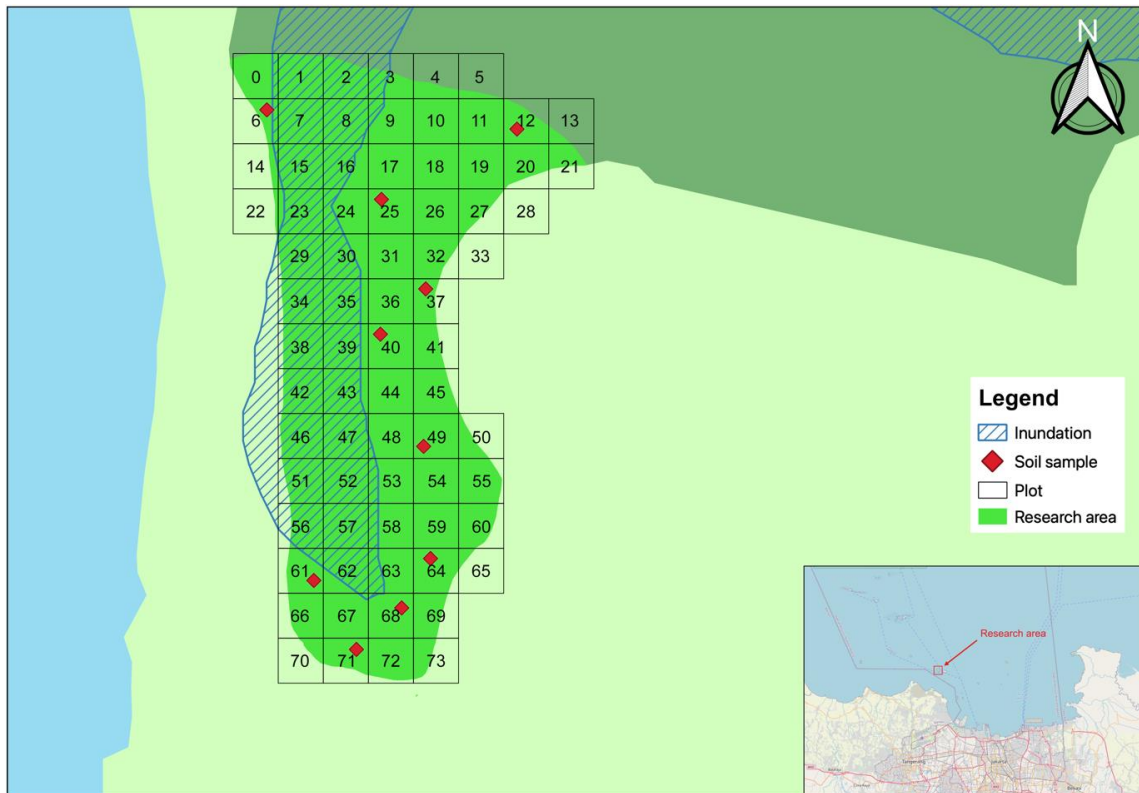 N
0 1 2 3 4 5
6 7 8 9 10 11 12 13
14 15 16 17 18 19 20 21
22 23 24 25 26 27 28
29 30 31 32 33
34 35 36 37
38 39 40 41
42 43 44 45
46 47 48 49 50
51 52 53 54 55
56 57 58 59 60
61 62 63 64 65
66 67 68 69
70 71 72 73
Legend
Inundation
Soil sample
Plot
Research area
Research area
Tangerang
Jakarta
Bekasi